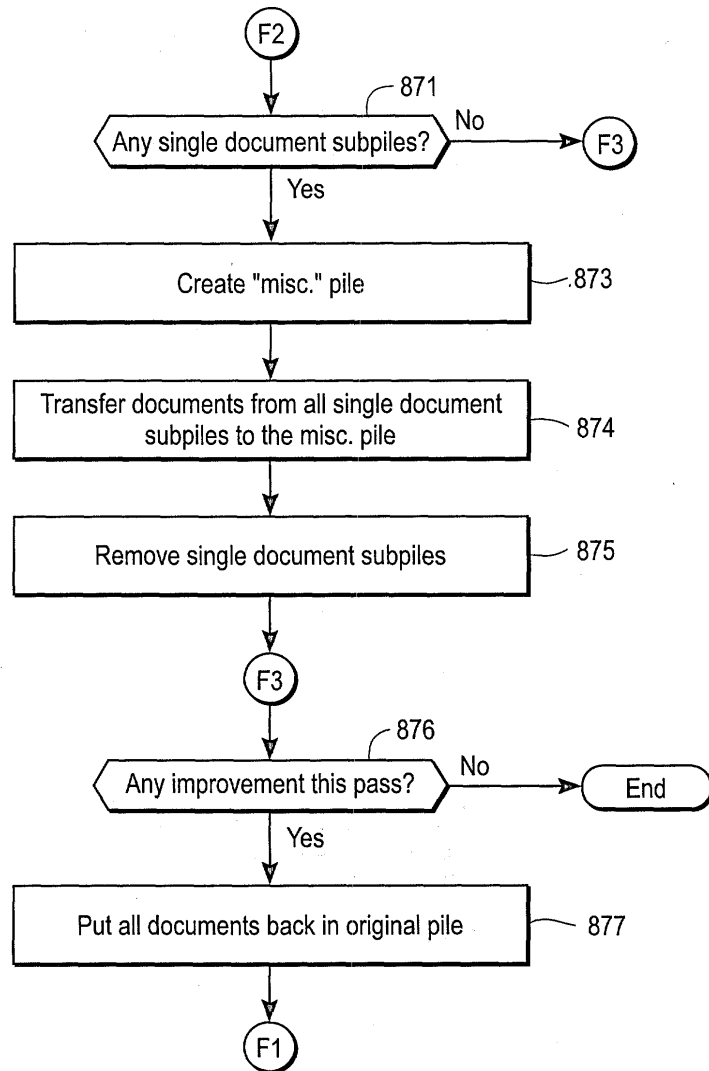 F2
871
Any single document subpiles?
No
F3
Yes
Create "misc." pile
873
Transfer documents from all single document
subpiles to the misc. pile
874
Remove single document subpiles
875
F3
876
Any improvement this pass?
No
End
Yes
Put all documents back in original pile
877
F1